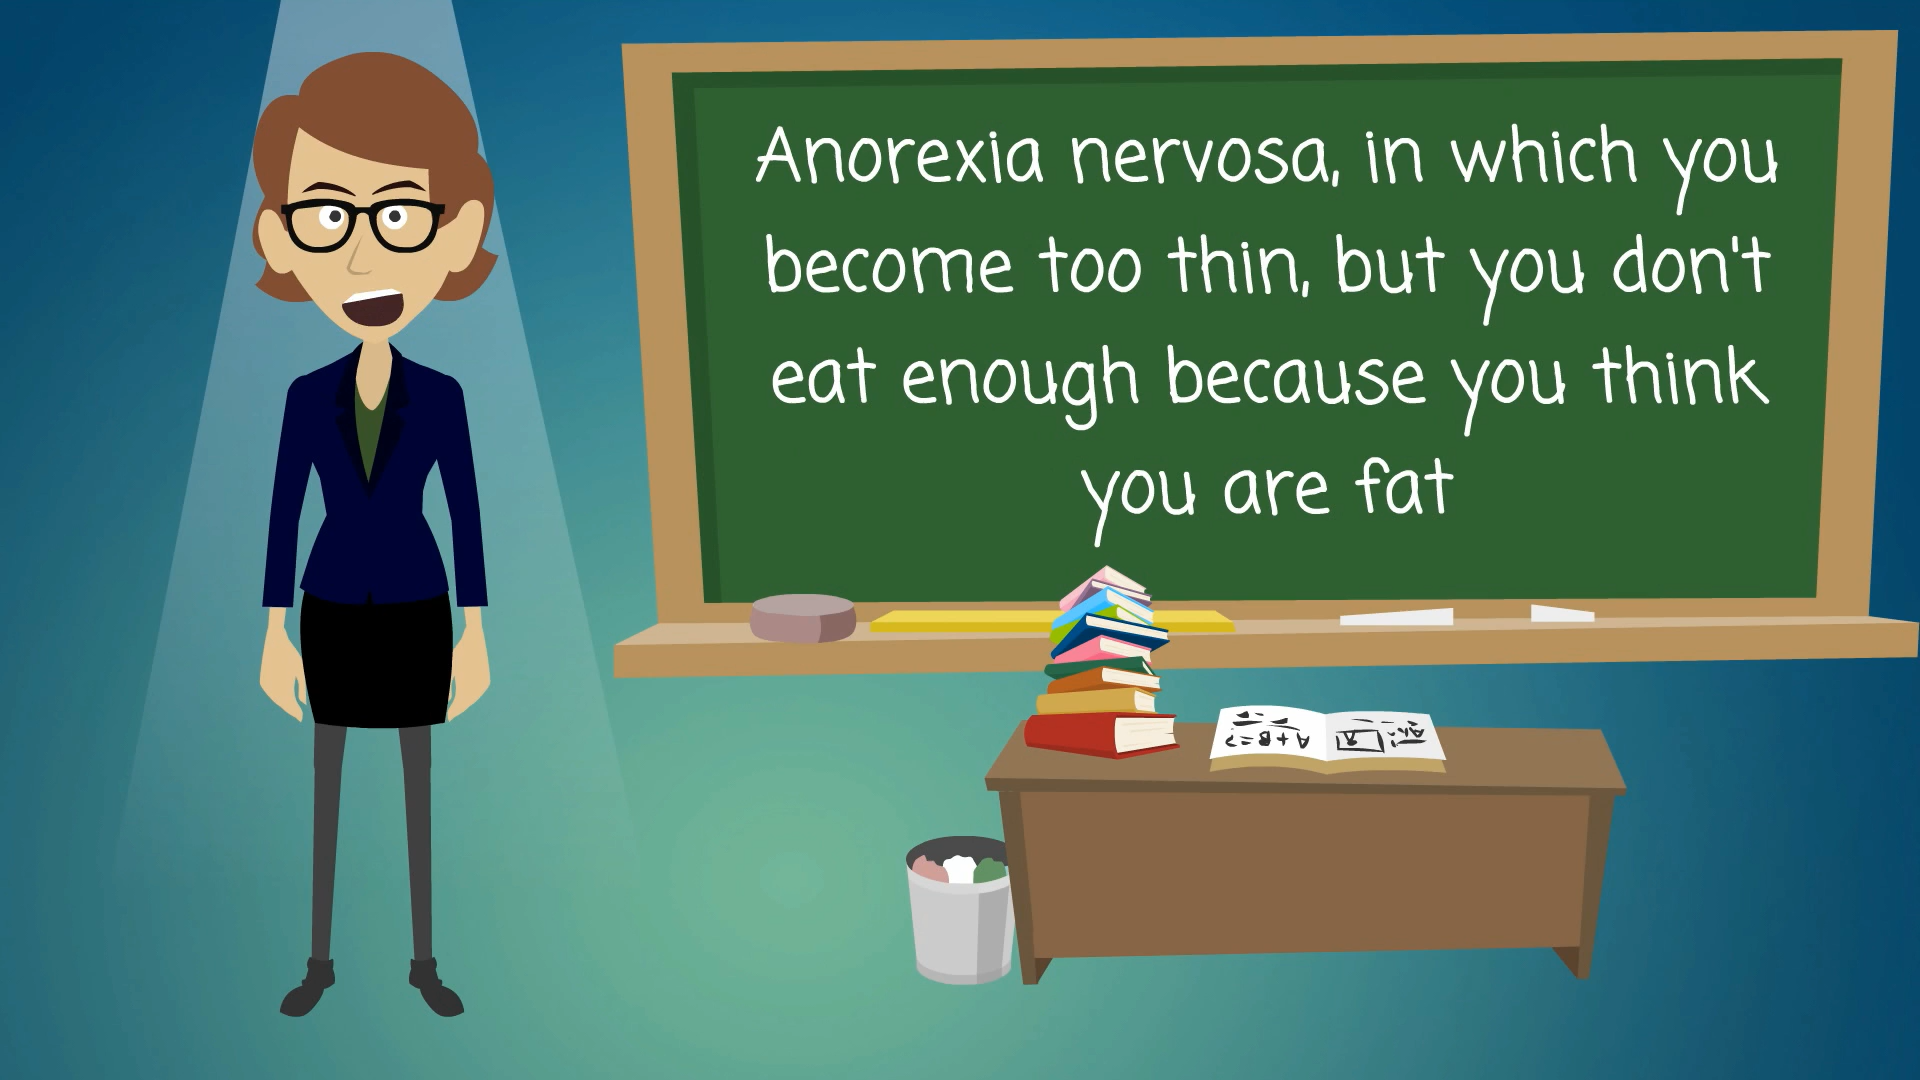 Anorexia nervosa, in which you
become too thin, but you don't
eat enough because you think
you are fat
A+B=?